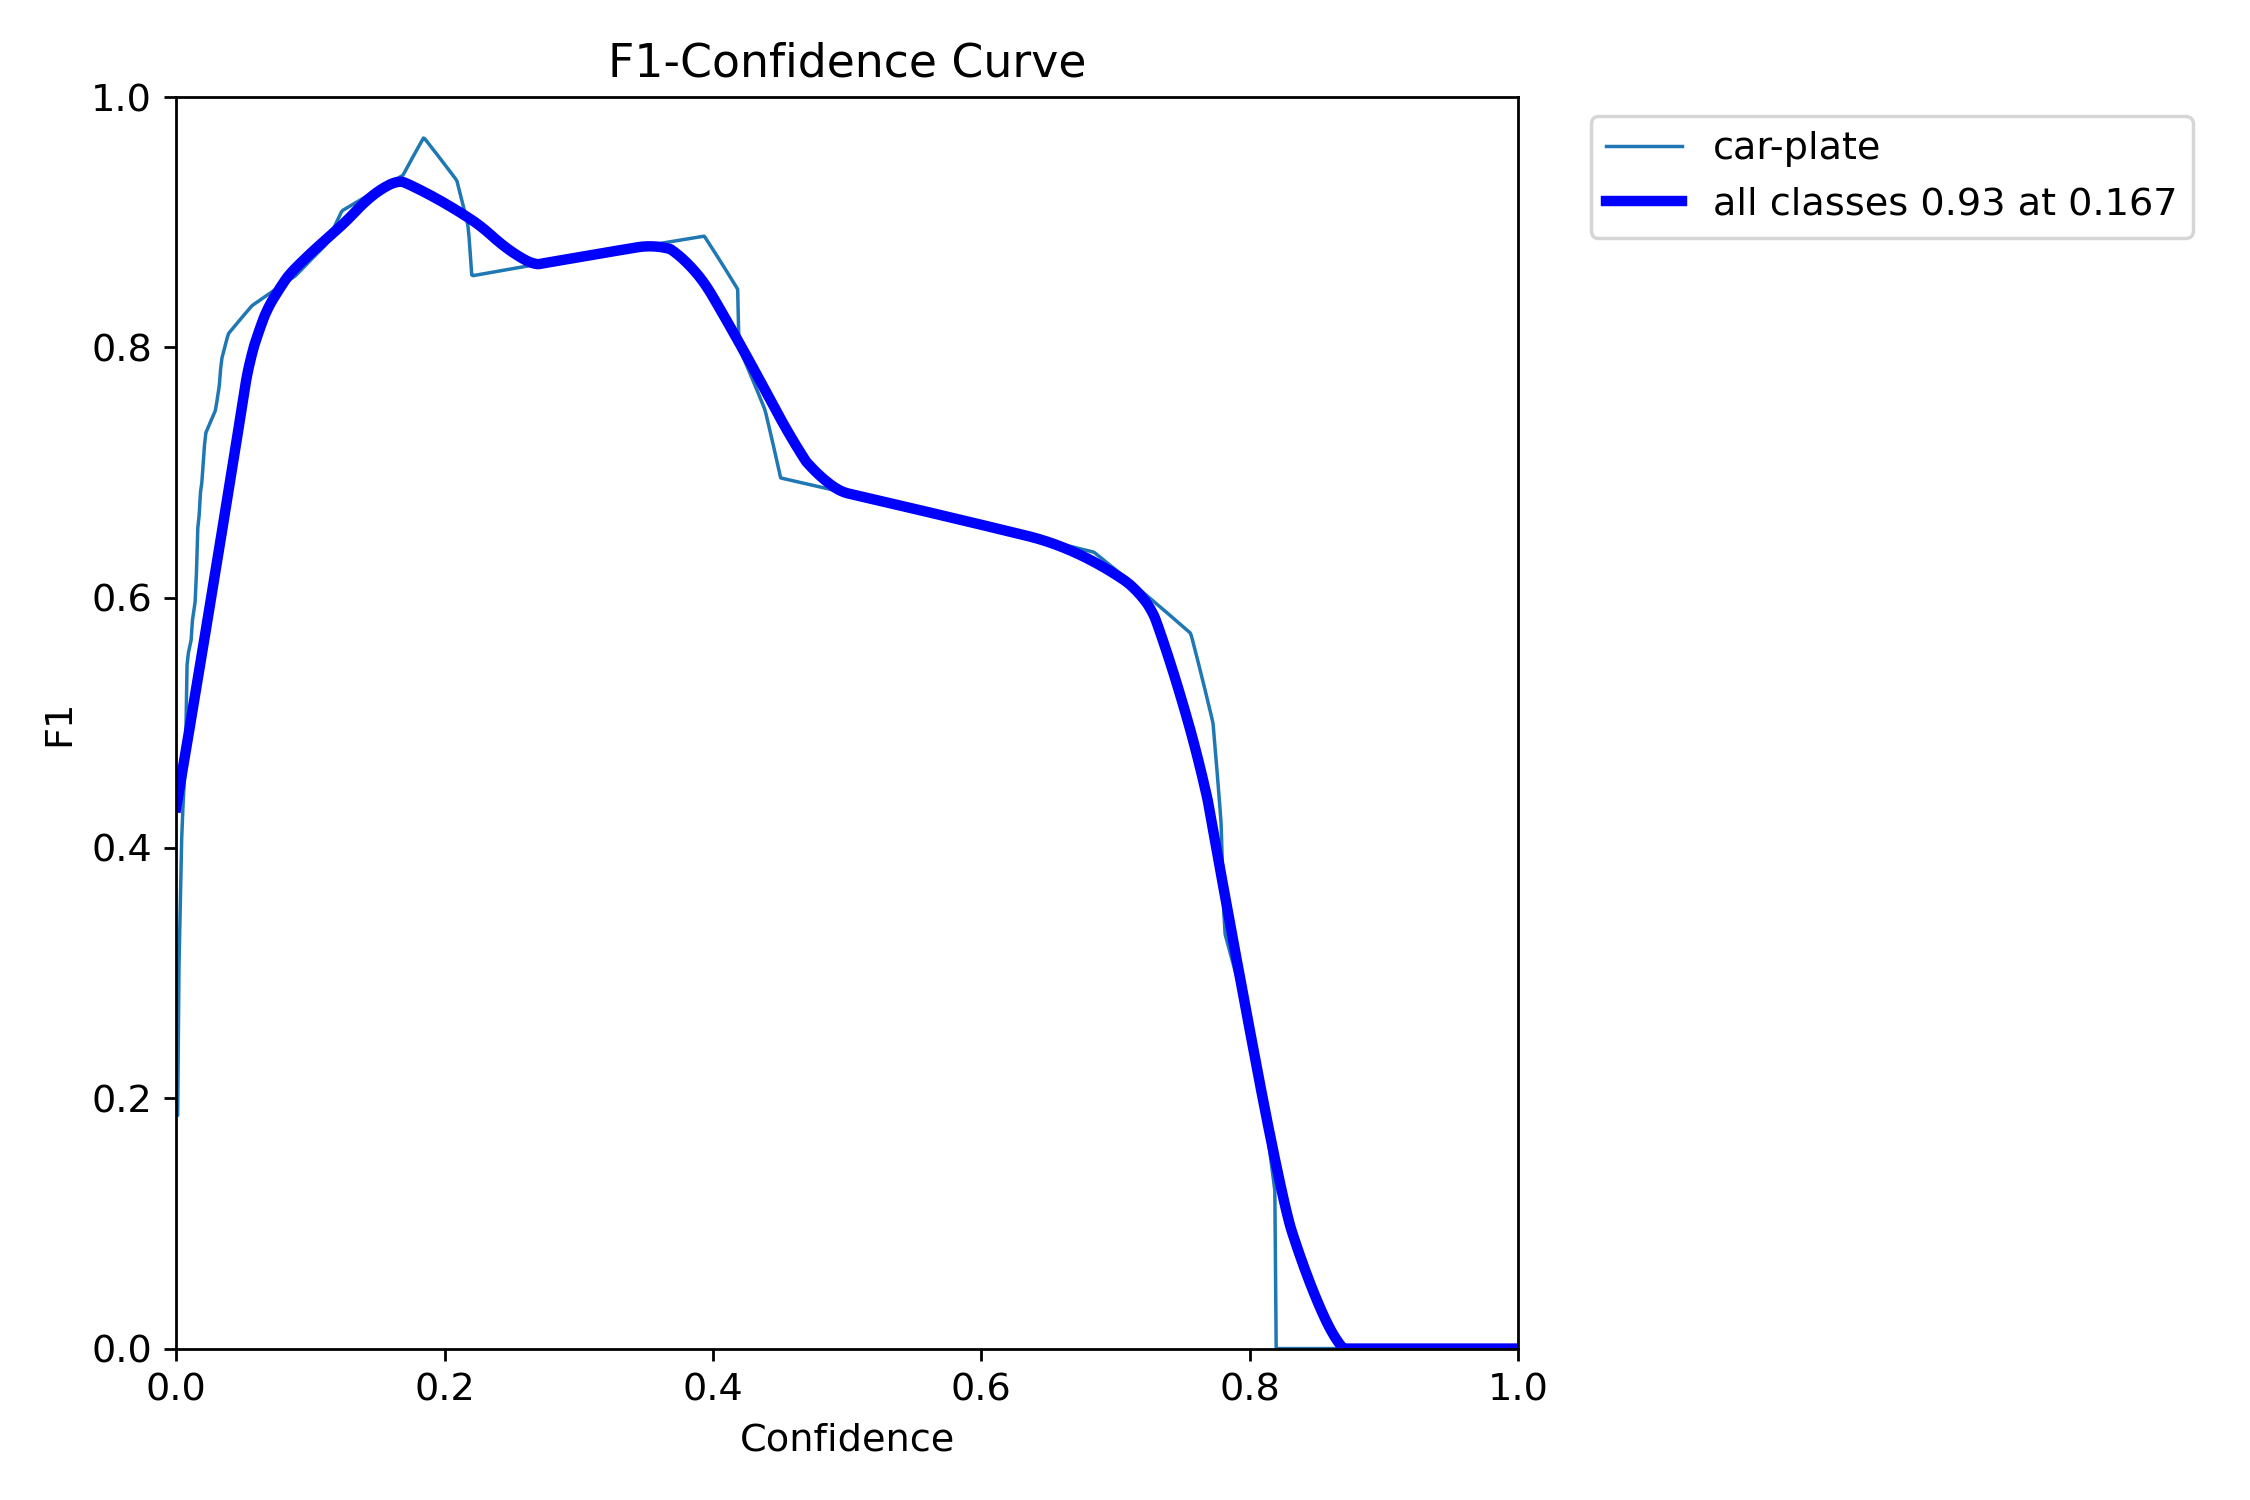 F1-Confidence Curve
1.0
0.8
0.6
0.4
0.2
0.0
F1
0.0 0.2 0.4 0.6 0.8 1.0
Confidence
car-plate
all classes 0.93 at 0.167